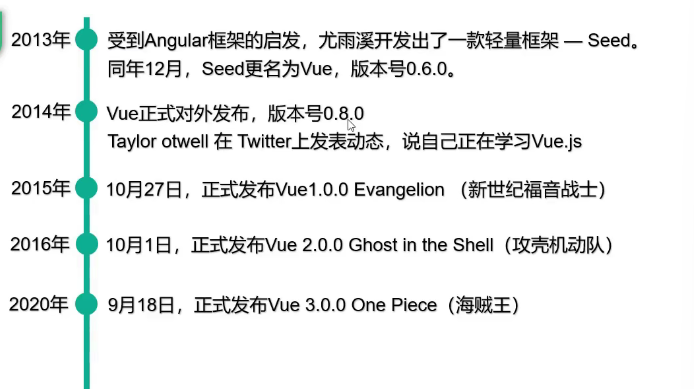 2013年 受到Angular框架的启发，尤雨溪开发出了一款轻量框架 — Seed。
同年12月，Seed更名为Vue，版本号0.6.0。
2014年 Vue正式对外发布，版本号0.8.0
Taylor otwell 在 Twitter上发表动态，说自己正在学习Vue.js
2015年 10月27日，正式发布Vue1.0.0 Evangelion （新世纪福音战士）
2016年 10月1日，正式发布Vue 2.0.0 Ghost in the Shell（攻壳机动队）
2020年 9月18日，正式发布Vue 3.0.0 One Piece（海贼王）